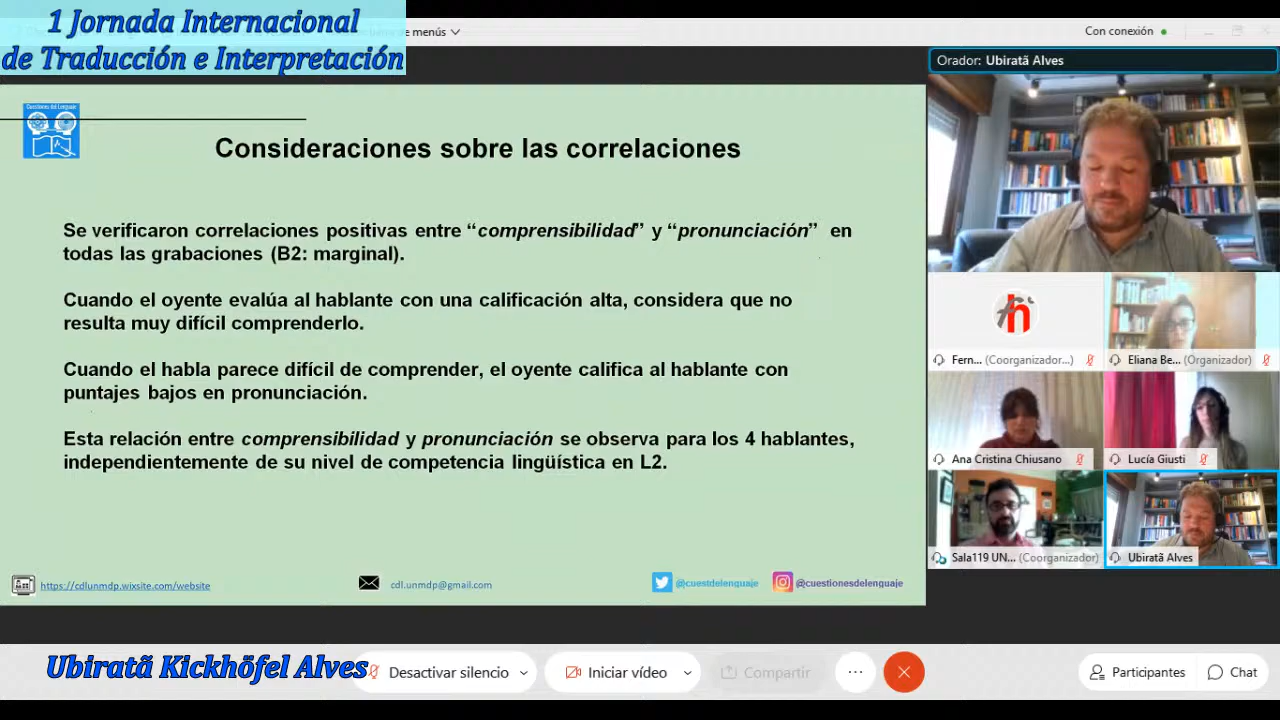 1 Jornada Internacional
de Traducción e Interpretación
de menús
Con conexión
Orador: Ubiratã Alves
Cuestiones del Lenguaje
Consideraciones sobre las correlaciones
Se verificaron correlaciones positivas entre “comprensibilidad” y “pronunciación” en
todas las grabaciones (B2: marginal).
Cuando el oyente evalúa al hablante con una calificación alta, considera que no
resulta muy difícil comprenderlo.
Cuando el habla parece difícil de comprender, el oyente califica al hablante con
puntajes bajos en pronunciación.
Esta relación entre comprensibilidad y pronunciación se observa para los 4 hablantes,
independientemente de su nivel de competencia lingüística en L2.
https://cdlunmdp.wixsite.com/website
cdl.unmdp@gmail.com
@cuestdelenguaje
@cuestionesdelenguaje
Fern... (Coorganizador...)
Eliana Be... (Organizador)
Ana Cristina Chiusano
Lucía Giusti
Sala119 UN... (Coorganizador)
Ubiratã Alves
Ubiratã Kickhöfel Alves
Desactivar silencio
Iniciar vídeo
Compartir
Participantes
Chat